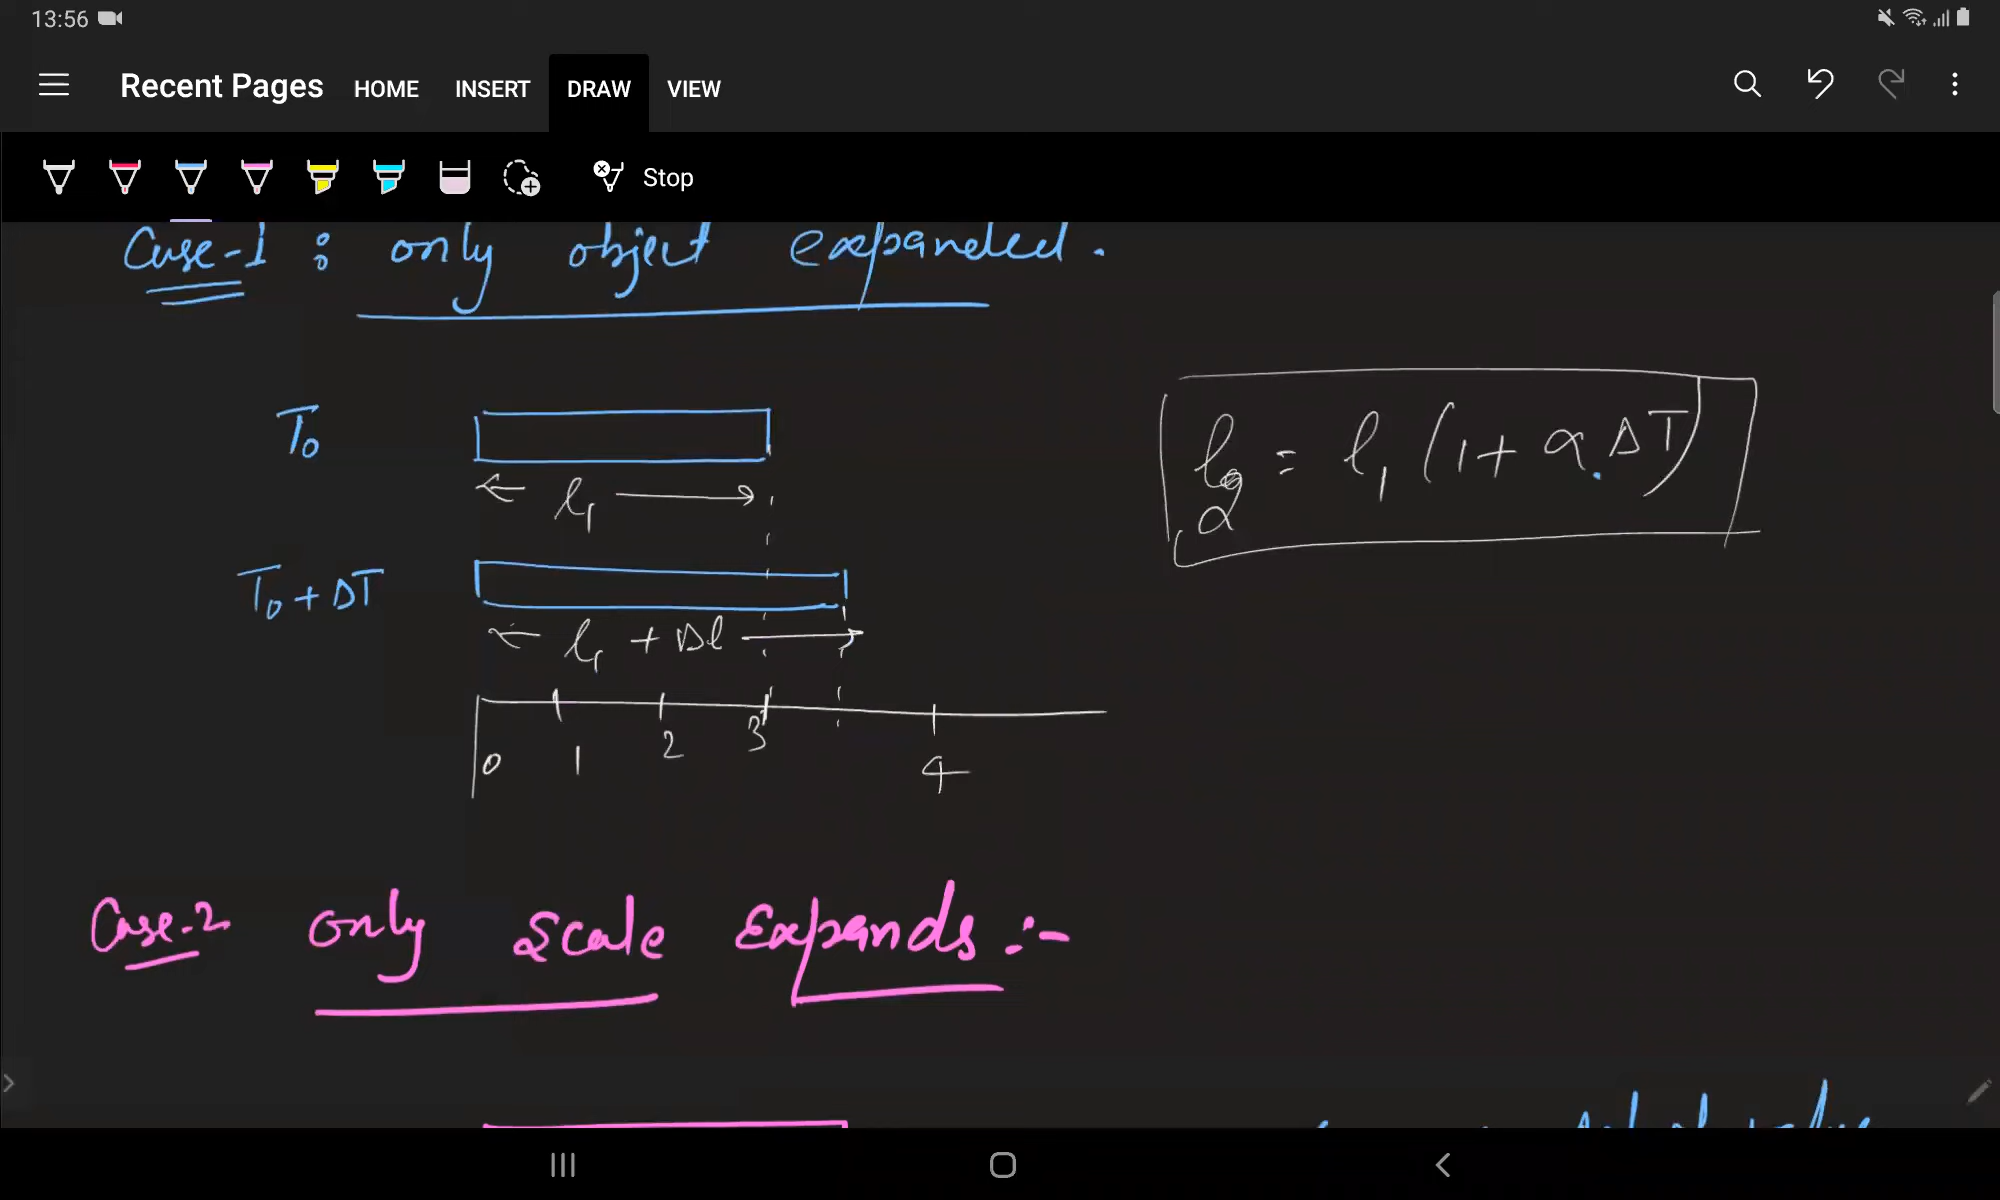 13:56
Recent Pages HOME INSERT DRAW VIEW
Stop
Case-1 : only object expanded.
T₀
l₁
l₂ = l₁ (1 + α.ΔT)
α
T₀ + ΔT
l₁ + Δl
0 1 2 3 4
Case-2 only Scale Expands :-